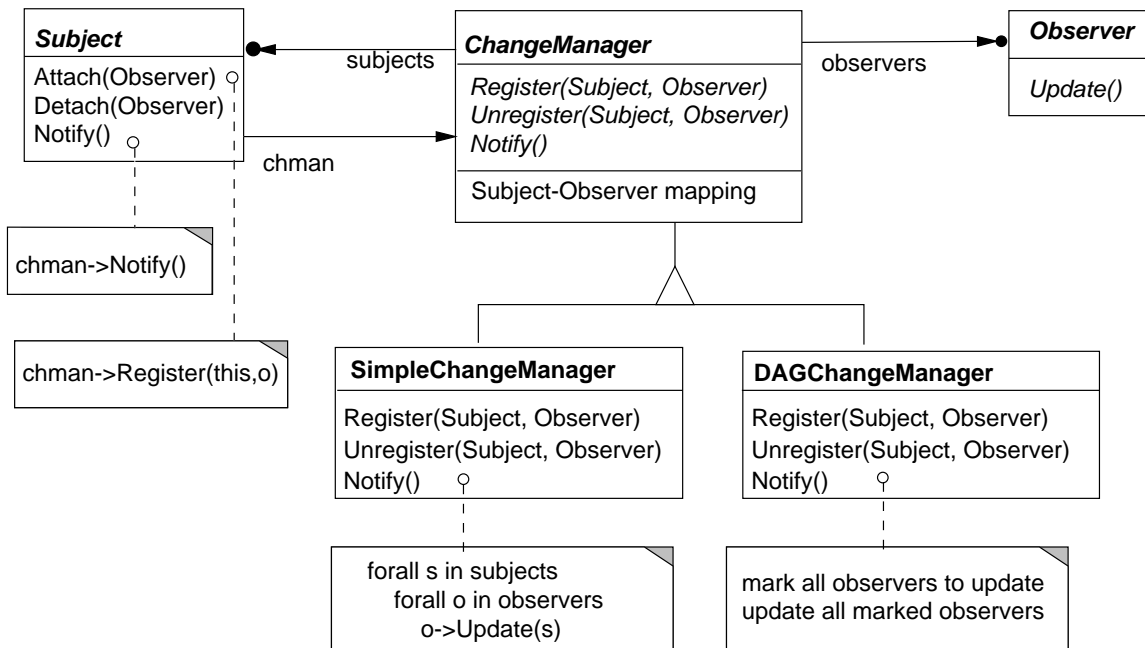 Subject
Attach(Observer)
Detach(Observer)
Notify()
subjects
chman
ChangeManager
Register(Subject, Observer)
Unregister(Subject, Observer)
Notify()
Subject-Observer mapping
observers
Observer
Update()
chman->Notify()
chman->Register(this,o)
SimpleChangeManager
Register(Subject, Observer)
Unregister(Subject, Observer)
Notify()
forall s in subjects
forall o in observers
o->Update(s)
DAGChangeManager
Register(Subject, Observer)
Unregister(Subject, Observer)
Notify()
mark all observers to update
update all marked observers